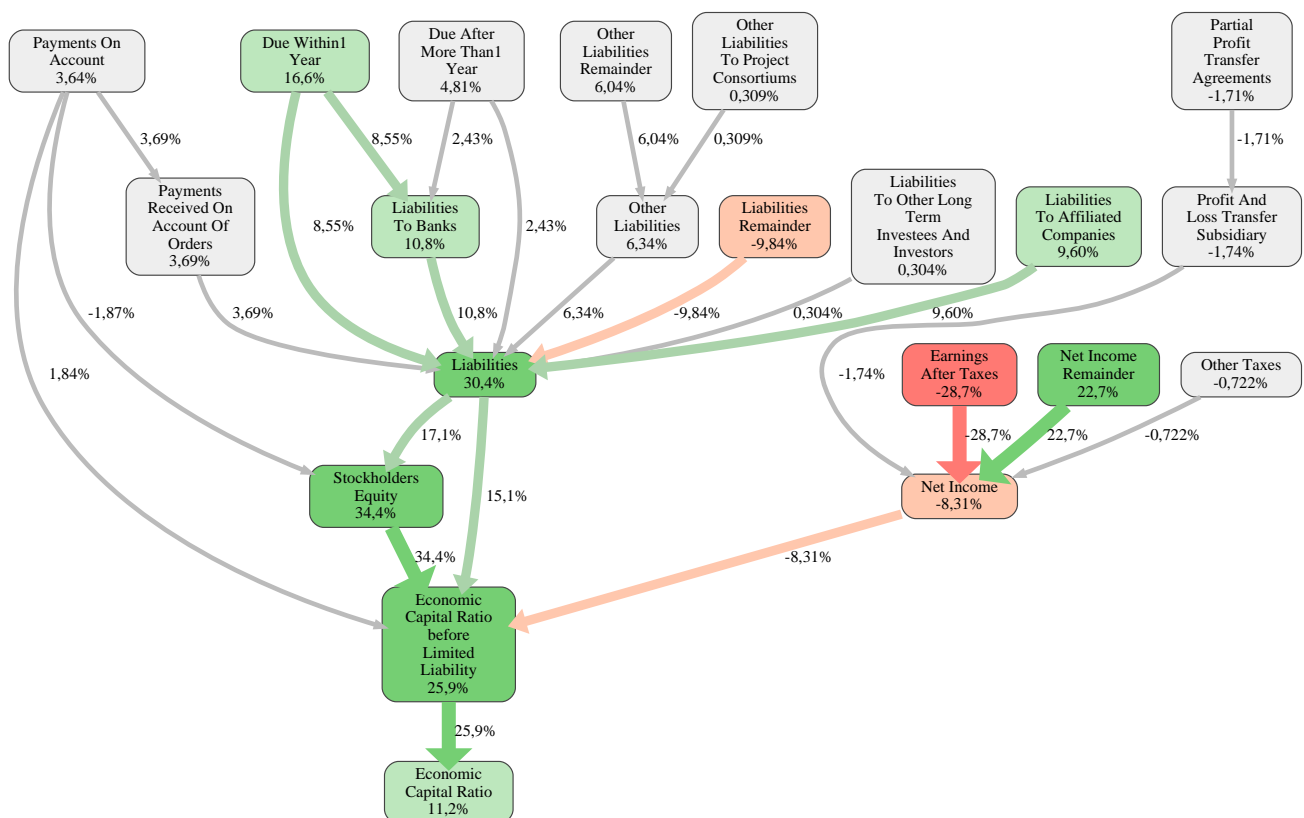 Payments On
Account
3,64%
Due Within1
Year
16,6%
Due After
More Than1
Year
4,81%
Other
Liabilities
Remainder
6,04%
Other
Liabilities
To Project
Consortiums
0,309%
Partial
Profit
Transfer
Agreements
-1,71%
3,69%
8,55%
2,43%
6,04%
0,309%
-1,71%
Payments
Received On
Account Of
Orders
3,69%
Liabilities
To Banks
10,8%
Other
Liabilities
6,34%
Liabilities
Remainder
-9,84%
Liabilities
To Other Long
Term
Investees And
Investors
0,304%
Liabilities
To Affiliated
Companies
9,60%
Profit And
Loss Transfer
Subsidiary
-1,74%
8,55%
2,43%
-1,87%
3,69%
10,8%
6,34%
-9,84%
0,304%
9,60%
1,84%
Liabilities
30,4%
-1,74%
Earnings
After Taxes
-28,7%
Net Income
Remainder
22,7%
Other Taxes
-0,722%
17,1%
-28,7%
22,7%
-0,722%
Stockholders
Equity
34,4%
15,1%
Net Income
-8,31%
34,4%
-8,31%
Economic
Capital Ratio
before
Limited
Liability
25,9%
25,9%
Economic
Capital Ratio
11,2%